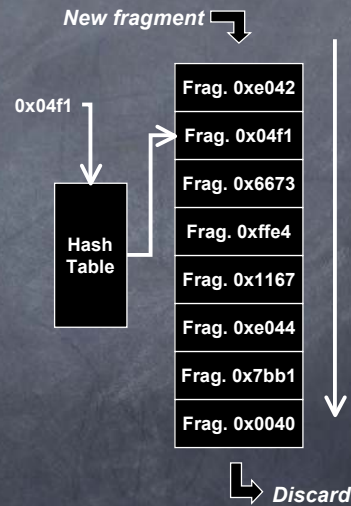 New fragment
0x04f1
Frag. 0xe042
Frag. 0x04f1
Frag. 0x6673
Frag. 0xffe4
Hash
Table
Frag. 0x1167
Frag. 0xe044
Frag. 0x7bb1
Frag. 0x0040
Discard